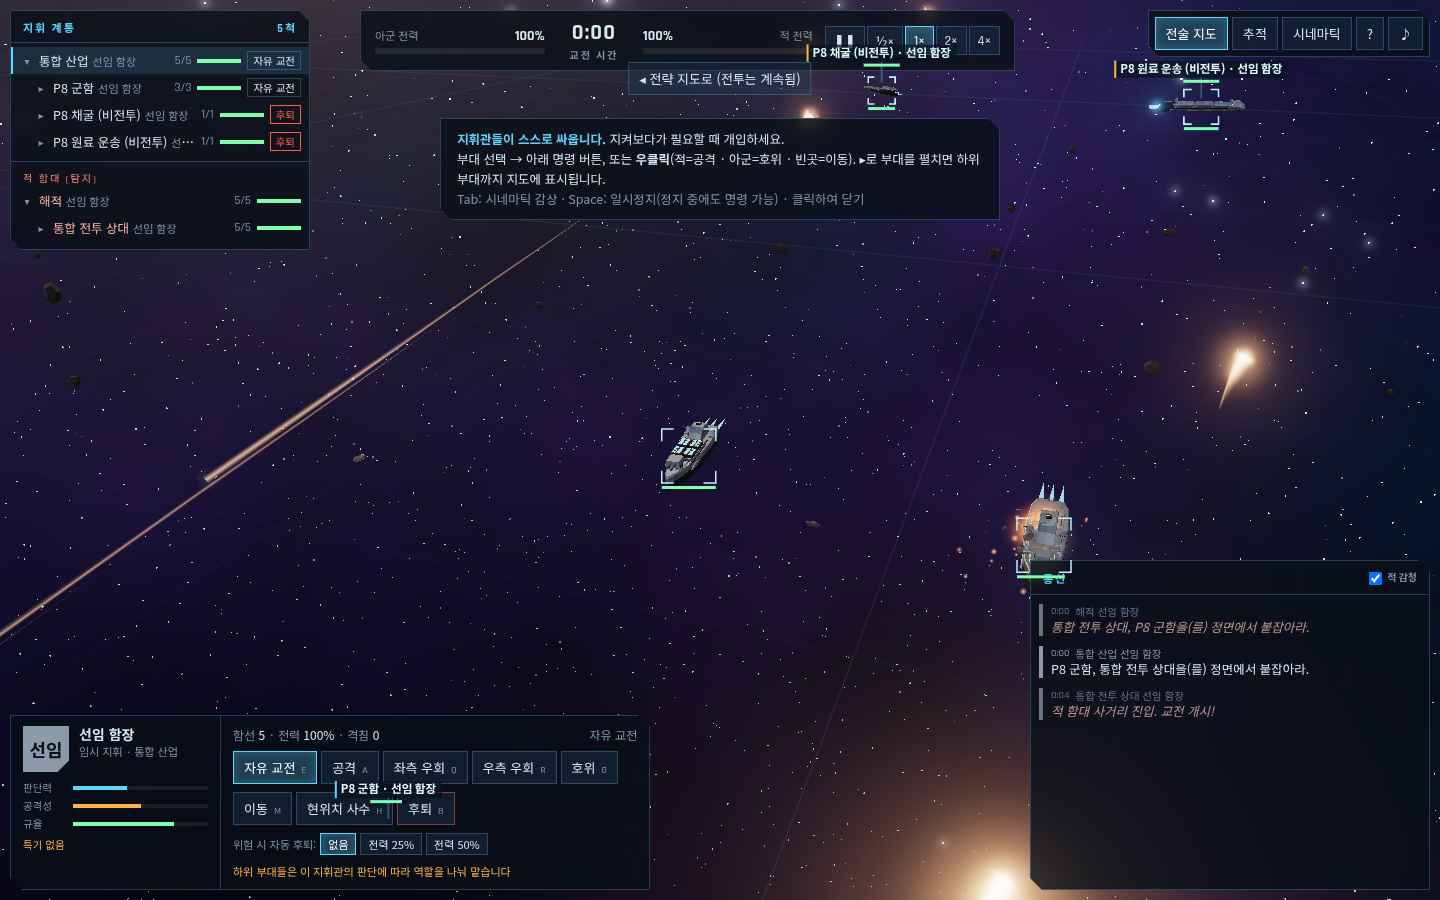 지휘 계통 5척
▾ 통합 산업 선임 함장 5/5 자유 교전
▸ P8 군함 선임 함장 3/3 자유 교전
▸ P8 채굴 (비전투) 선임 함장 1/1 후퇴
▸ P8 원료 운송 (비전투) 선··· 1/1 후퇴
적 함대 (탐지)
▾ 해적 선임 함장 5/5
▸ 통합 전투 상대 선임 함장 5/5
아군 전력 100%
0:00
교전 시간
100% 적 전력
❚❚ ½× 1× 2× 4×
◂ 전략 지도로 (전투는 계속됨)
P8 채굴 (비전투) · 선임 함장
전술 지도 추적 시네마틱 ? ♪
P8 원료 운송 (비전투) · 선임 함장
지휘관들이 스스로 싸웁니다. 지켜보다가 필요할 때 개입하세요.
부대 선택 → 아래 명령 버튼, 또는 우클릭(적=공격 · 아군=호위 · 빈곳=이동). ▸로 부대를 펼치면 하위
부대까지 지도에 표시됩니다.
Tab: 시네마틱 감상 · Space: 일시정지(정지 중에도 명령 가능) · 클릭하여 닫기
통신 적 감청
0:00 해적 선임 함장
통합 전투 상대, P8 군함을(를) 정면에서 붙잡아라.
0:00 통합 산업 선임 함장
P8 군함, 통합 전투 상대을(를) 정면에서 붙잡아라.
0:04 통합 전투 상대 선임 함장
적 함대 사거리 진입. 교전 개시!
선임
선임 함장
임시 지휘 · 통합 산업
판단력
공격성
규율
특기 없음
함선 5 · 전력 100% · 격침 0 자유 교전
자유 교전 E 공격 A 좌측 우회 Q 우측 우회 R 호위 G
P8 군함 · 선임 함장
이동 M 현위치 사수 H 후퇴 B
위험 시 자동 후퇴: 없음 전력 25% 전력 50%
하위 부대들은 이 지휘관의 판단에 따라 역할을 나눠 맡습니다